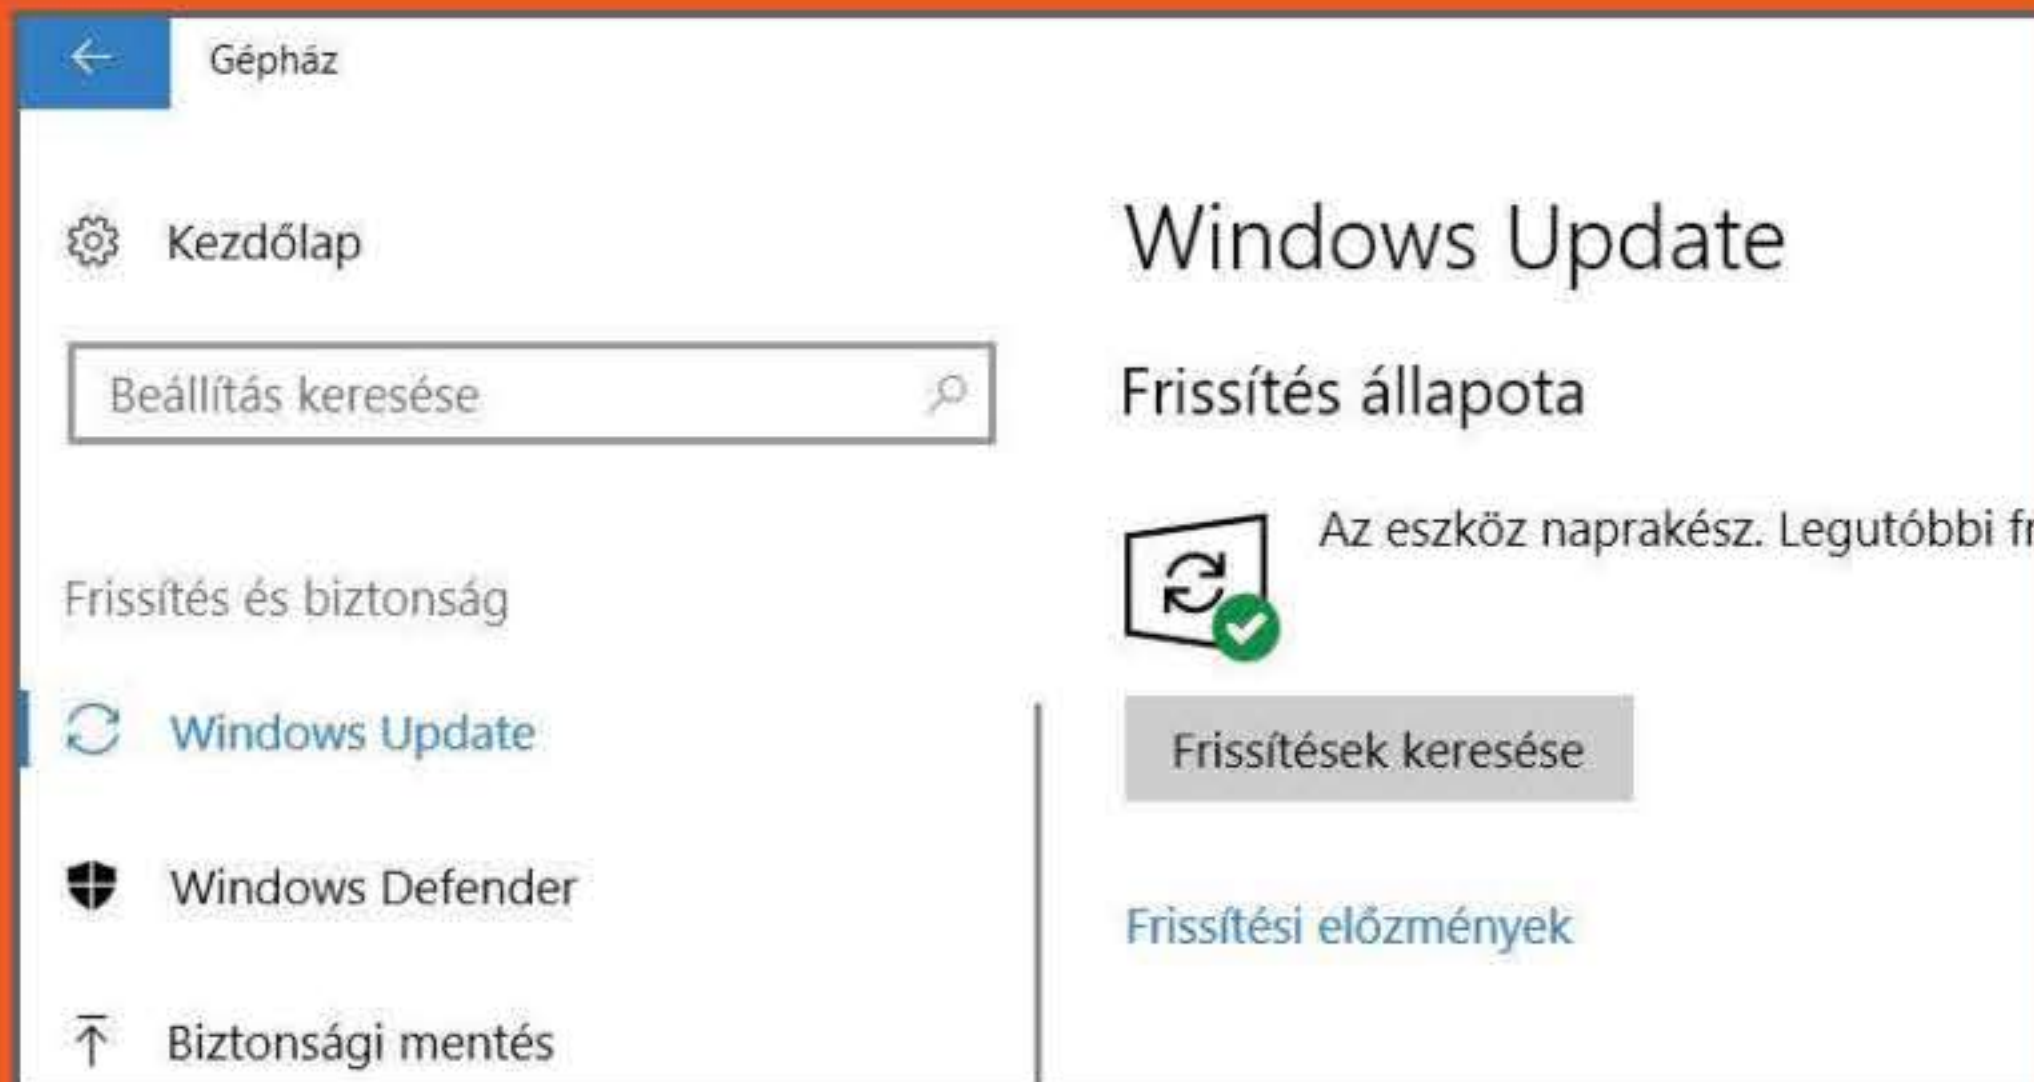 Gépház
Kezdőlap
Beállítás keresése
Frissítés és biztonság
Windows Update
Windows Defender
Biztonsági mentés
Windows Update
Frissítés állapota
Az eszköz naprakész. Legutóbbi
Frissítések keresése
Frissítési előzmények